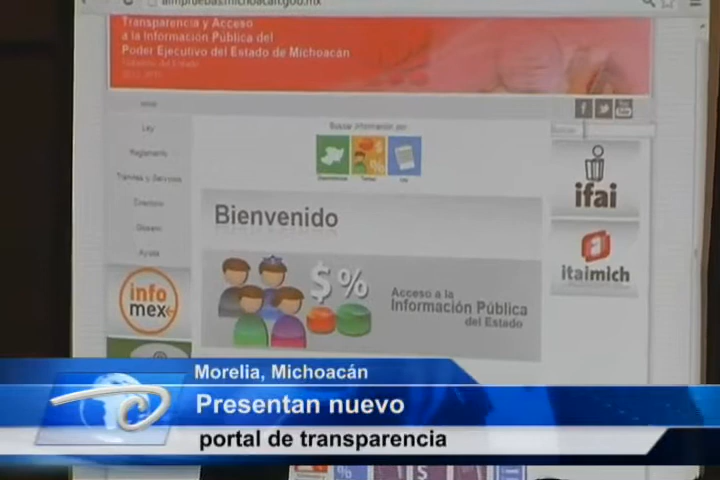 Transparencia y Acceso
a la Información Pública del
Poder Ejecutivo del Estado de Michoacán
Inicio
Ley
Reglamento
Trámites y Servicios
Directorio
Glosario
Ayuda
Buscar información por:
Bienvenido
$ %
Acceso a la
Información Pública
del Estado
info
mex
ifai
itaimich
Morelia, Michoacán
Presentan nuevo
portal de transparencia